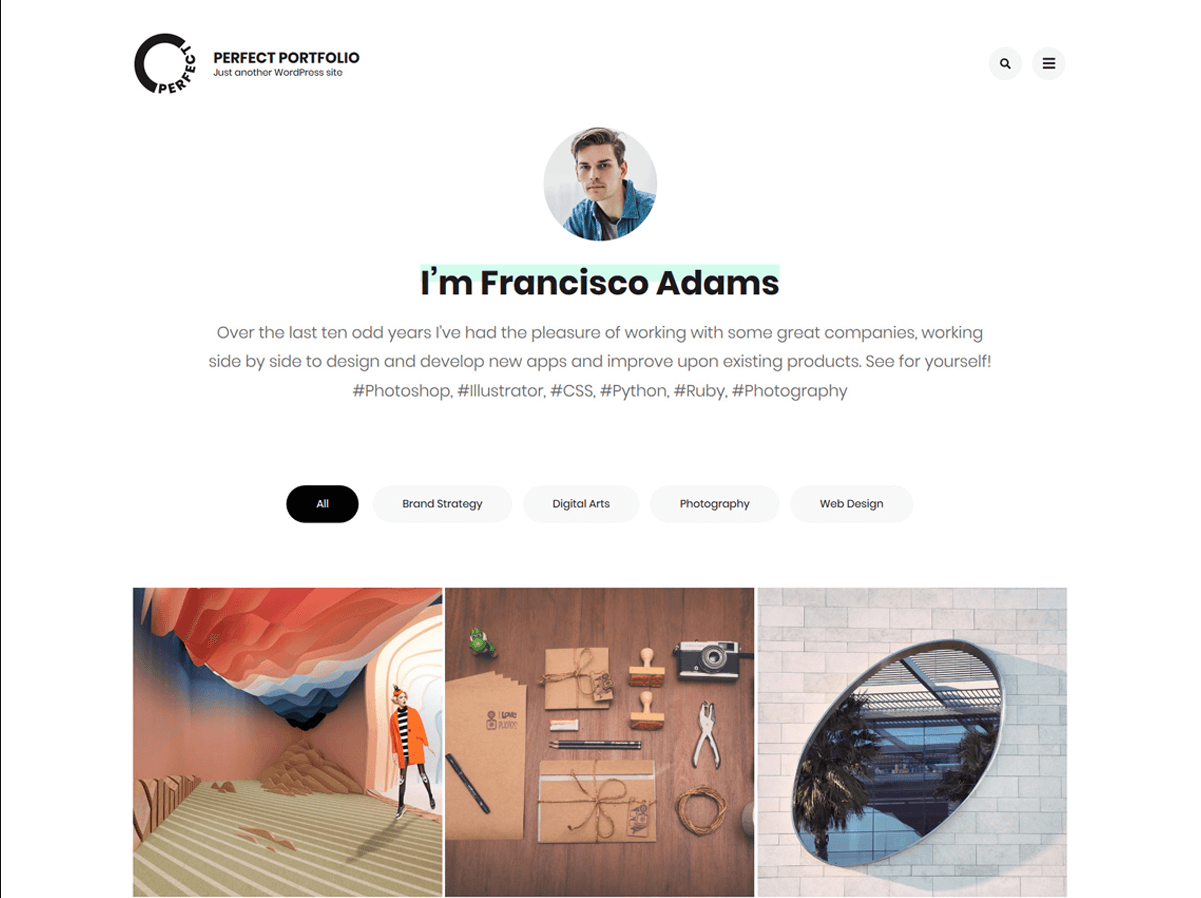 PERFECT
PERFECT PORTFOLIO
Just another WordPress site
I’m Francisco Adams
Over the last ten odd years I’ve had the pleasure of working with some great companies, working
side by side to design and develop new apps and improve upon existing products. See for yourself!
#Photoshop, #Illustrator, #CSS, #Python, #Ruby, #Photography
All
Brand Strategy
Digital Arts
Photography
Web Design